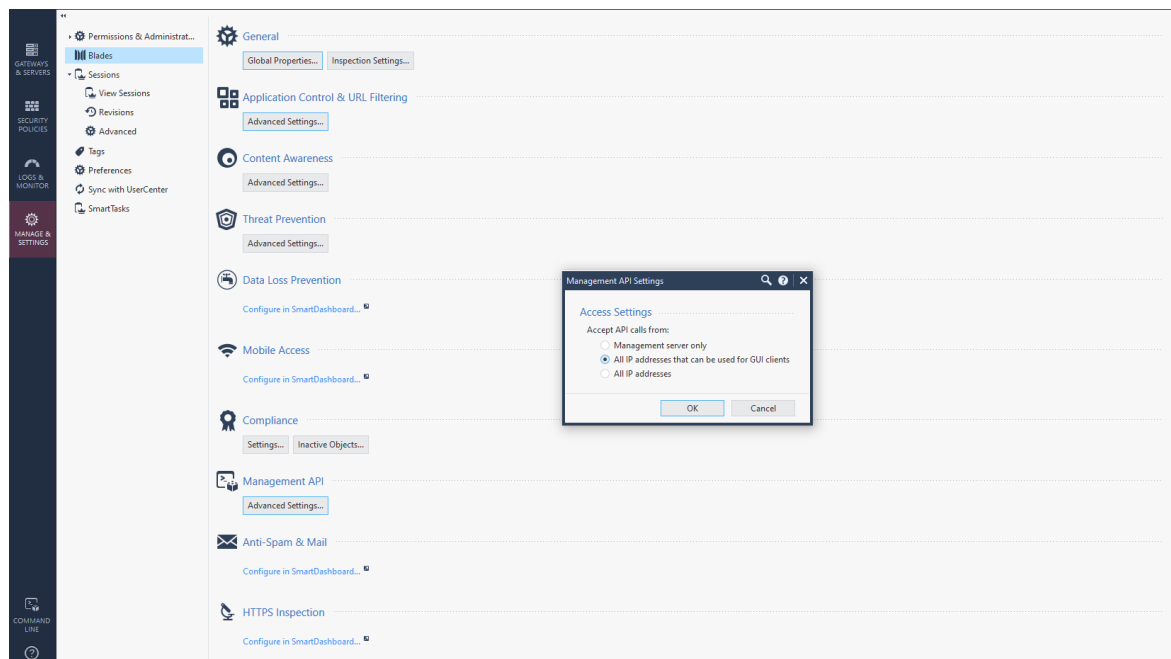 GATEWAYS
& SERVERS
SECURITY
POLICIES
LOGS &
MONITOR
MANAGE &
SETTINGS
COMMAND
LINE
Permissions & Administrat...
Blades
Sessions
View Sessions
Revisions
Advanced
Tags
Preferences
Sync with UserCenter
SmartTasks
General
Global Properties... Inspection Settings...
Application Control & URL Filtering
Advanced Settings...
Content Awareness
Advanced Settings...
Threat Prevention
Advanced Settings...
Data Loss Prevention
Configure in SmartDashboard...
Mobile Access
Configure in SmartDashboard...
Compliance
Settings... Inactive Objects...
Management API
Advanced Settings...
Anti-Spam & Mail
Configure in SmartDashboard...
HTTPS Inspection
Configure in SmartDashboard...
Management API Settings
Access Settings
Accept API calls from:
Management server only
All IP addresses that can be used for GUI clients
All IP addresses
OK Cancel